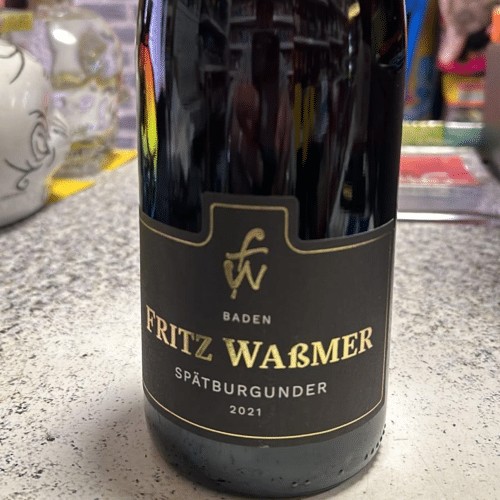 fw
BADEN
FRITZ WAßMER
SPÄTBURGUNDER
2021